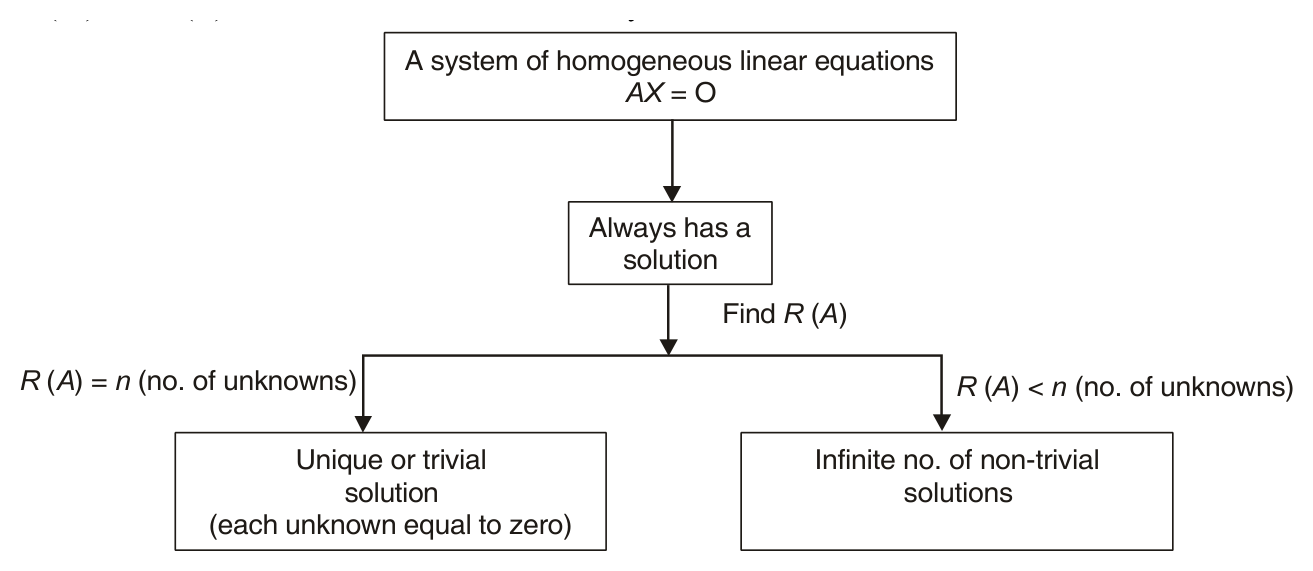 A system of homogeneous linear equations
AX = O
Always has a
solution
Find R (A)
R (A) = n (no. of unknowns)
R (A) < n (no. of unknowns)
Unique or trivial
solution
(each unknown equal to zero)
Infinite no. of non-trivial
solutions